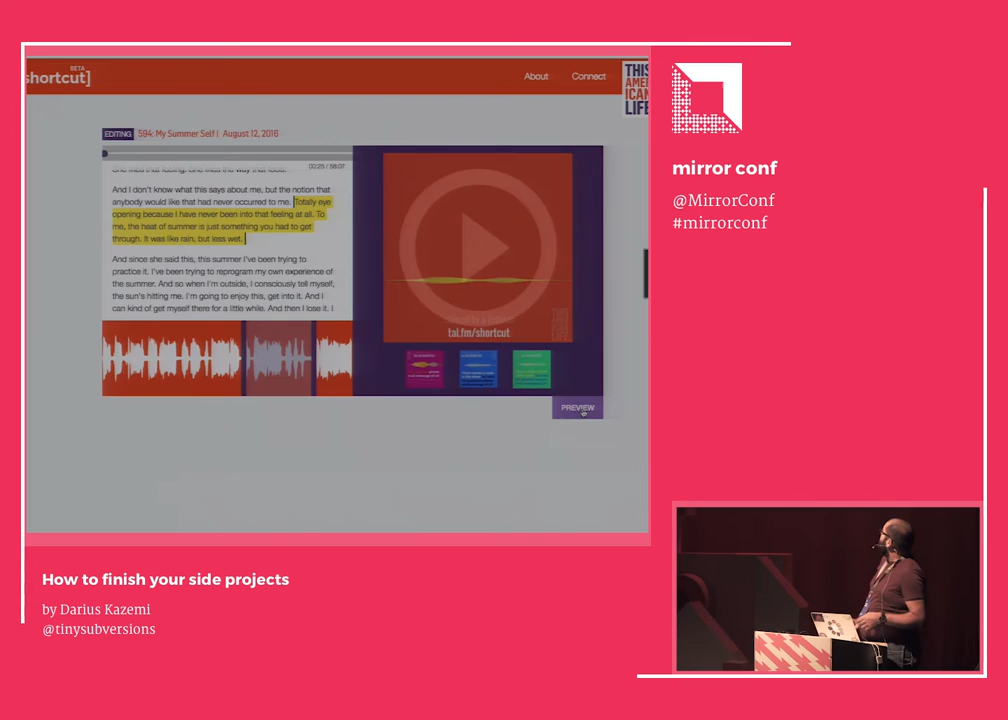 BETA
shortcut]
About
Connect
THIS
AMER
ICAN
LIFE
EDITING
594: My Summer Self | August 12, 2016
00:25 / 58:07
And I don't know what this says about me, but the notion that
anybody would like that had never occurred to me. Totally eye
opening because I have never been into that feeling at all. To
me, the heat of summer is just something you had to get
through. It was like rain, but less wet.
And since she said this, this summer I've been trying to
practice it. I've been trying to reprogram my own experience of
the summer. And so when I'm outside, I consciously tell myself,
the sun's hitting me. I'm going to enjoy this, get into it. And I
can kind of get myself there for a little while. And then I lose it. I
tal.fm/shortcut
PREVIEW
mirror conf
@MirrorConf
#mirrorconf
How to finish your side projects
by Darius Kazemi
@tinysubversions